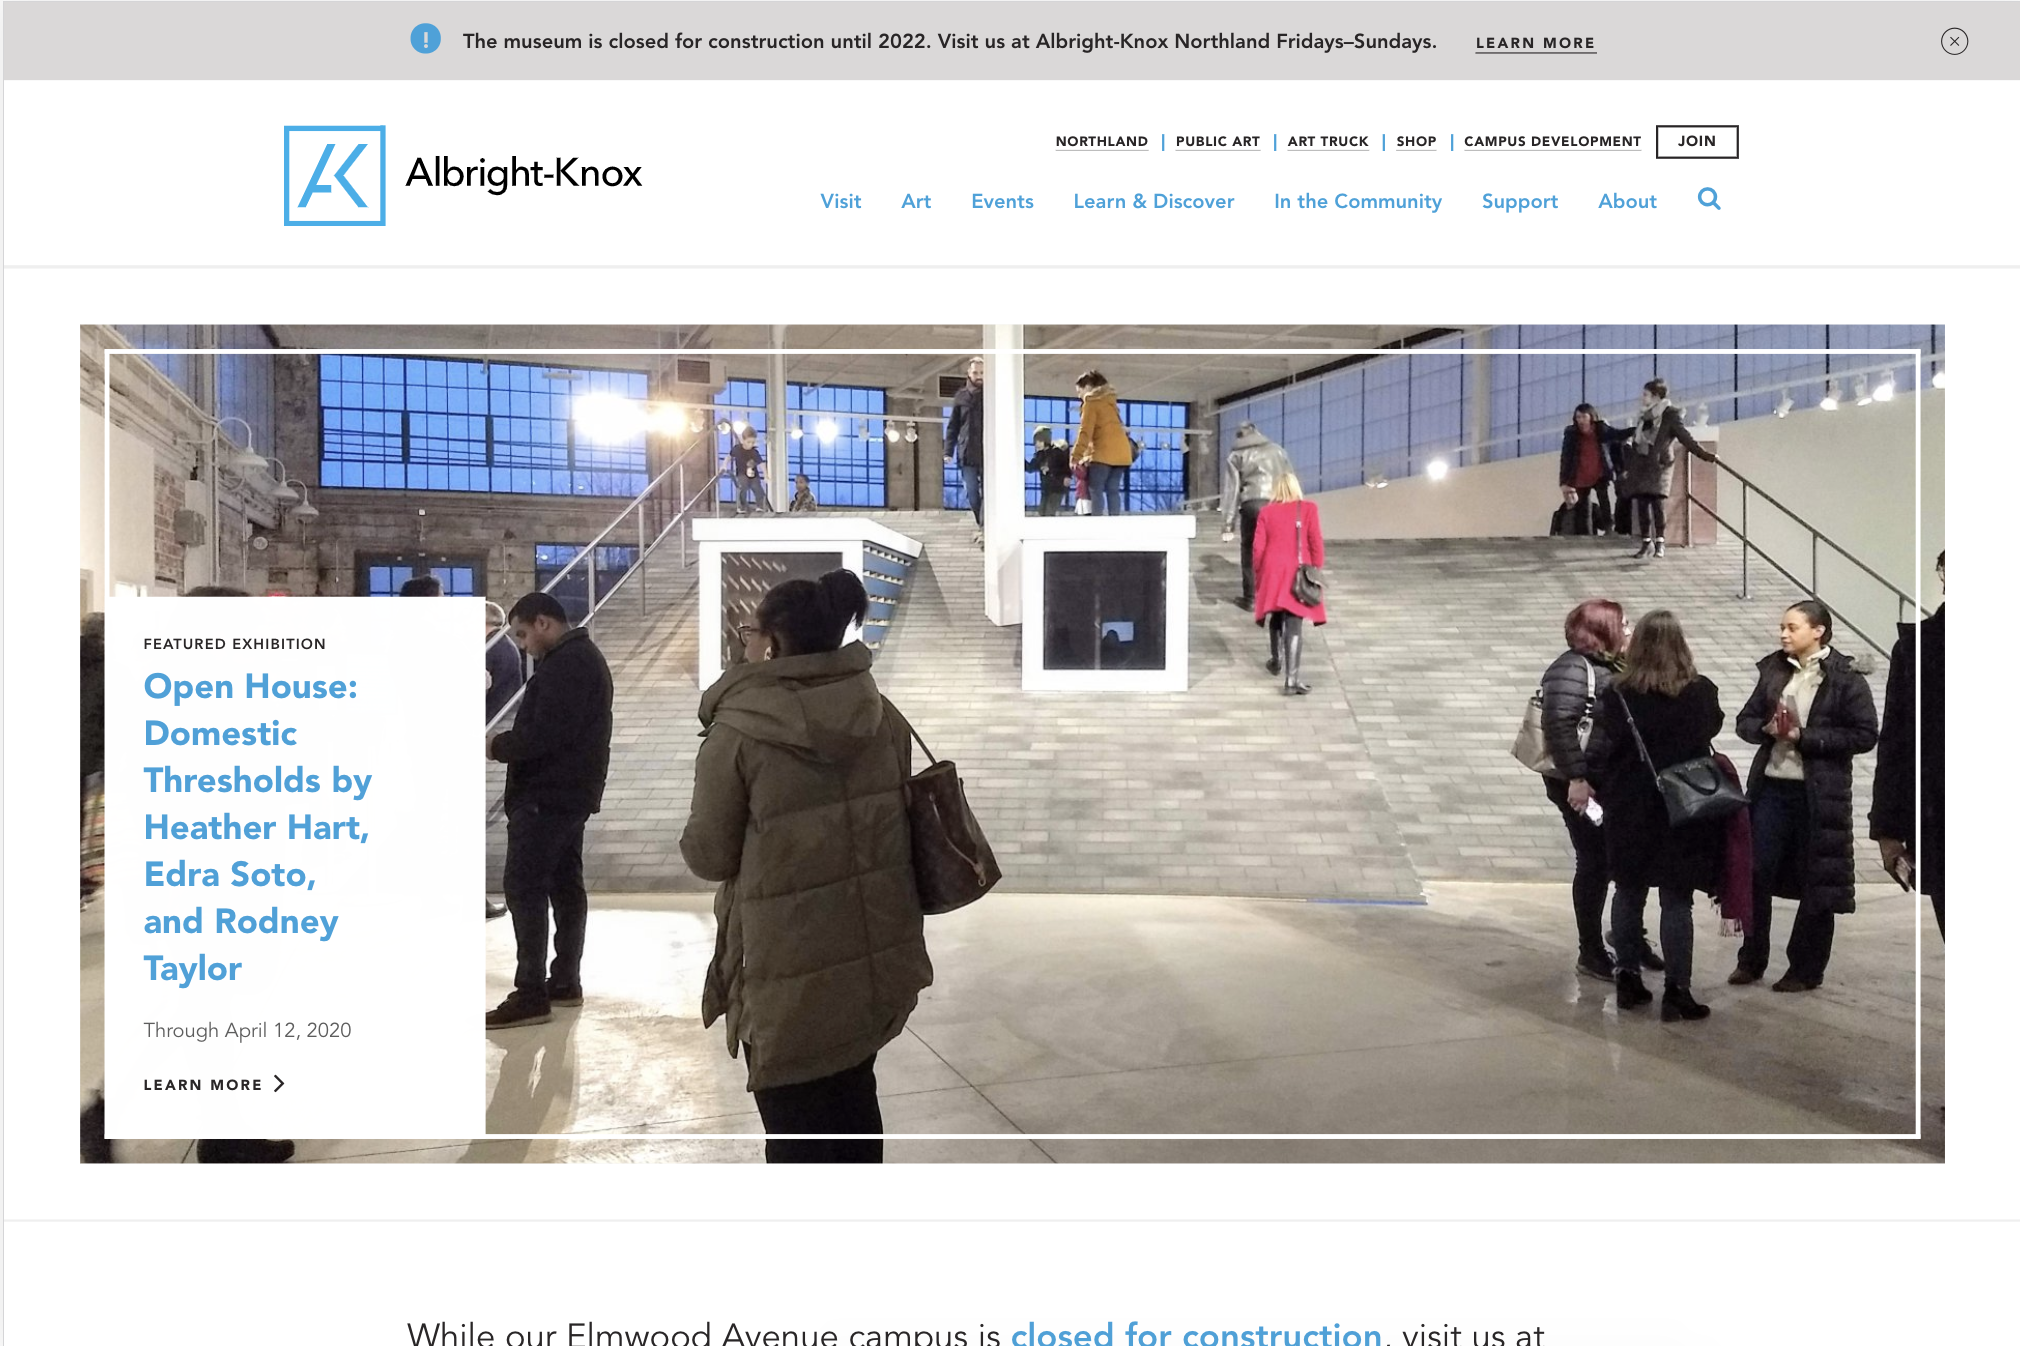 The museum is closed for construction until 2022. Visit us at Albright-Knox Northland Fridays–Sundays. LEARN MORE
NORTHLAND | PUBLIC ART | ART TRUCK | SHOP | CAMPUS DEVELOPMENT JOIN
AK Albright-Knox
Visit Art Events Learn & Discover In the Community Support About
FEATURED EXHIBITION
Open House:
Domestic
Thresholds by
Heather Hart,
Edra Soto,
and Rodney
Taylor
Through April 12, 2020
LEARN MORE
While our Elmwood Avenue campus is closed for construction, visit us at